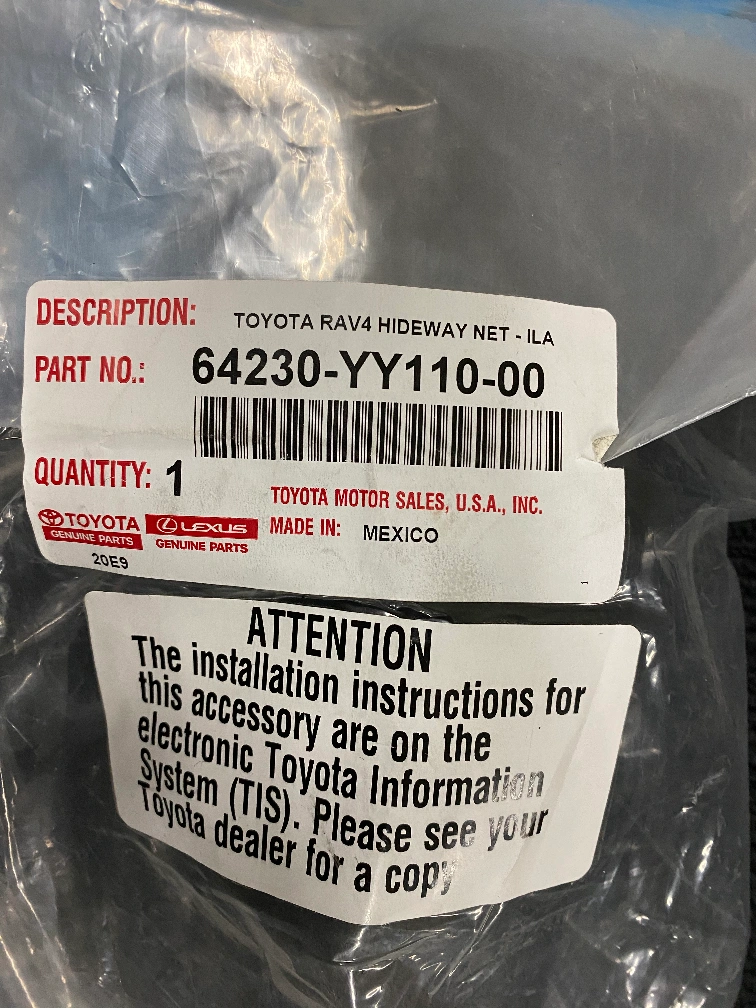 DESCRIPTION: TOYOTA RAV4 HIDEWAY NET - ILA
PART NO.: 64230-YY110-00
QUANTITY: 1
TOYOTA MOTOR SALES, U.S.A., INC.
TOYOTA LEXUS MADE IN: MEXICO
GENUINE PARTS GENUINE PARTS
20E9
1
ATTENTION
The installation instructions for
this accessory are on the
electronic Toyota Information
System (TIS). Please see your
Toyota dealer for a copy